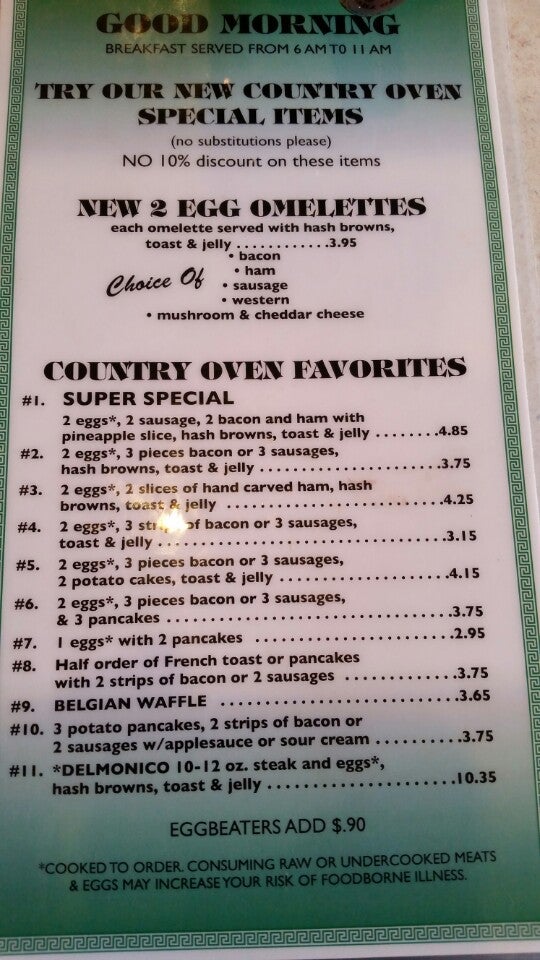 GOOD MORNING
BREAKFAST SERVED FROM 6 AM T0 11 AM
TRY OUR NEW COUNTRY OVEN
SPECIAL ITEMS
(no substitutions please)
NO 10% discount on these items
NEW 2 EGG OMELETTES
each omelette served with hash browns,
toast & jelly ............3.95
Choice Of
• bacon
• ham
• sausage
• western
• mushroom & cheddar cheese
COUNTRY OVEN FAVORITES
#1. SUPER SPECIAL
2 eggs*, 2 sausage, 2 bacon and ham with
pineapple slice, hash browns, toast & jelly ........4.85
#2. 2 eggs*, 3 pieces bacon or 3 sausages,
hash browns, toast & jelly ......................3.75
#3. 2 eggs*, 2 slices of hand carved ham, hash
browns, toast & jelly ...........................4.25
#4. 2 eggs*, 3 strips of bacon or 3 sausages,
toast & jelly ...................................3.15
#5. 2 eggs*, 3 pieces bacon or 3 sausages,
2 potato cakes, toast & jelly .....................4.15
#6. 2 eggs*, 3 pieces bacon or 3 sausages,
& 3 pancakes ..................................3.75
#7. 1 eggs* with 2 pancakes .......................2.95
#8. Half order of French toast or pancakes
with 2 strips of bacon or 2 sausages ............3.75
#9. BELGIAN WAFFLE ..........................3.65
#10. 3 potato pancakes, 2 strips of bacon or
2 sausages w/applesauce or sour cream ..........3.75
#11. *DELMONICO 10-12 oz. steak and eggs*,
hash browns, toast & jelly ......................10.35
EGGBEATERS ADD $.90
*COOKED TO ORDER. CONSUMING RAW OR UNDERCOOKED MEATS
& EGGS MAY INCREASE YOUR RISK OF FOODBORNE ILLNESS.